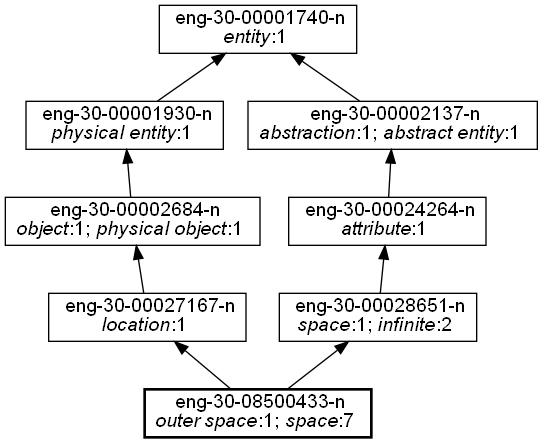 eng-30-00001740-n
entity:1
eng-30-00001930-n
physical entity:1
eng-30-00002137-n
abstraction:1; abstract entity:1
eng-30-00002684-n
object:1; physical object:1
eng-30-00024264-n
attribute:1
eng-30-00027167-n
location:1
eng-30-00028651-n
space:1; infinite:2
eng-30-08500433-n
outer space:1; space:7